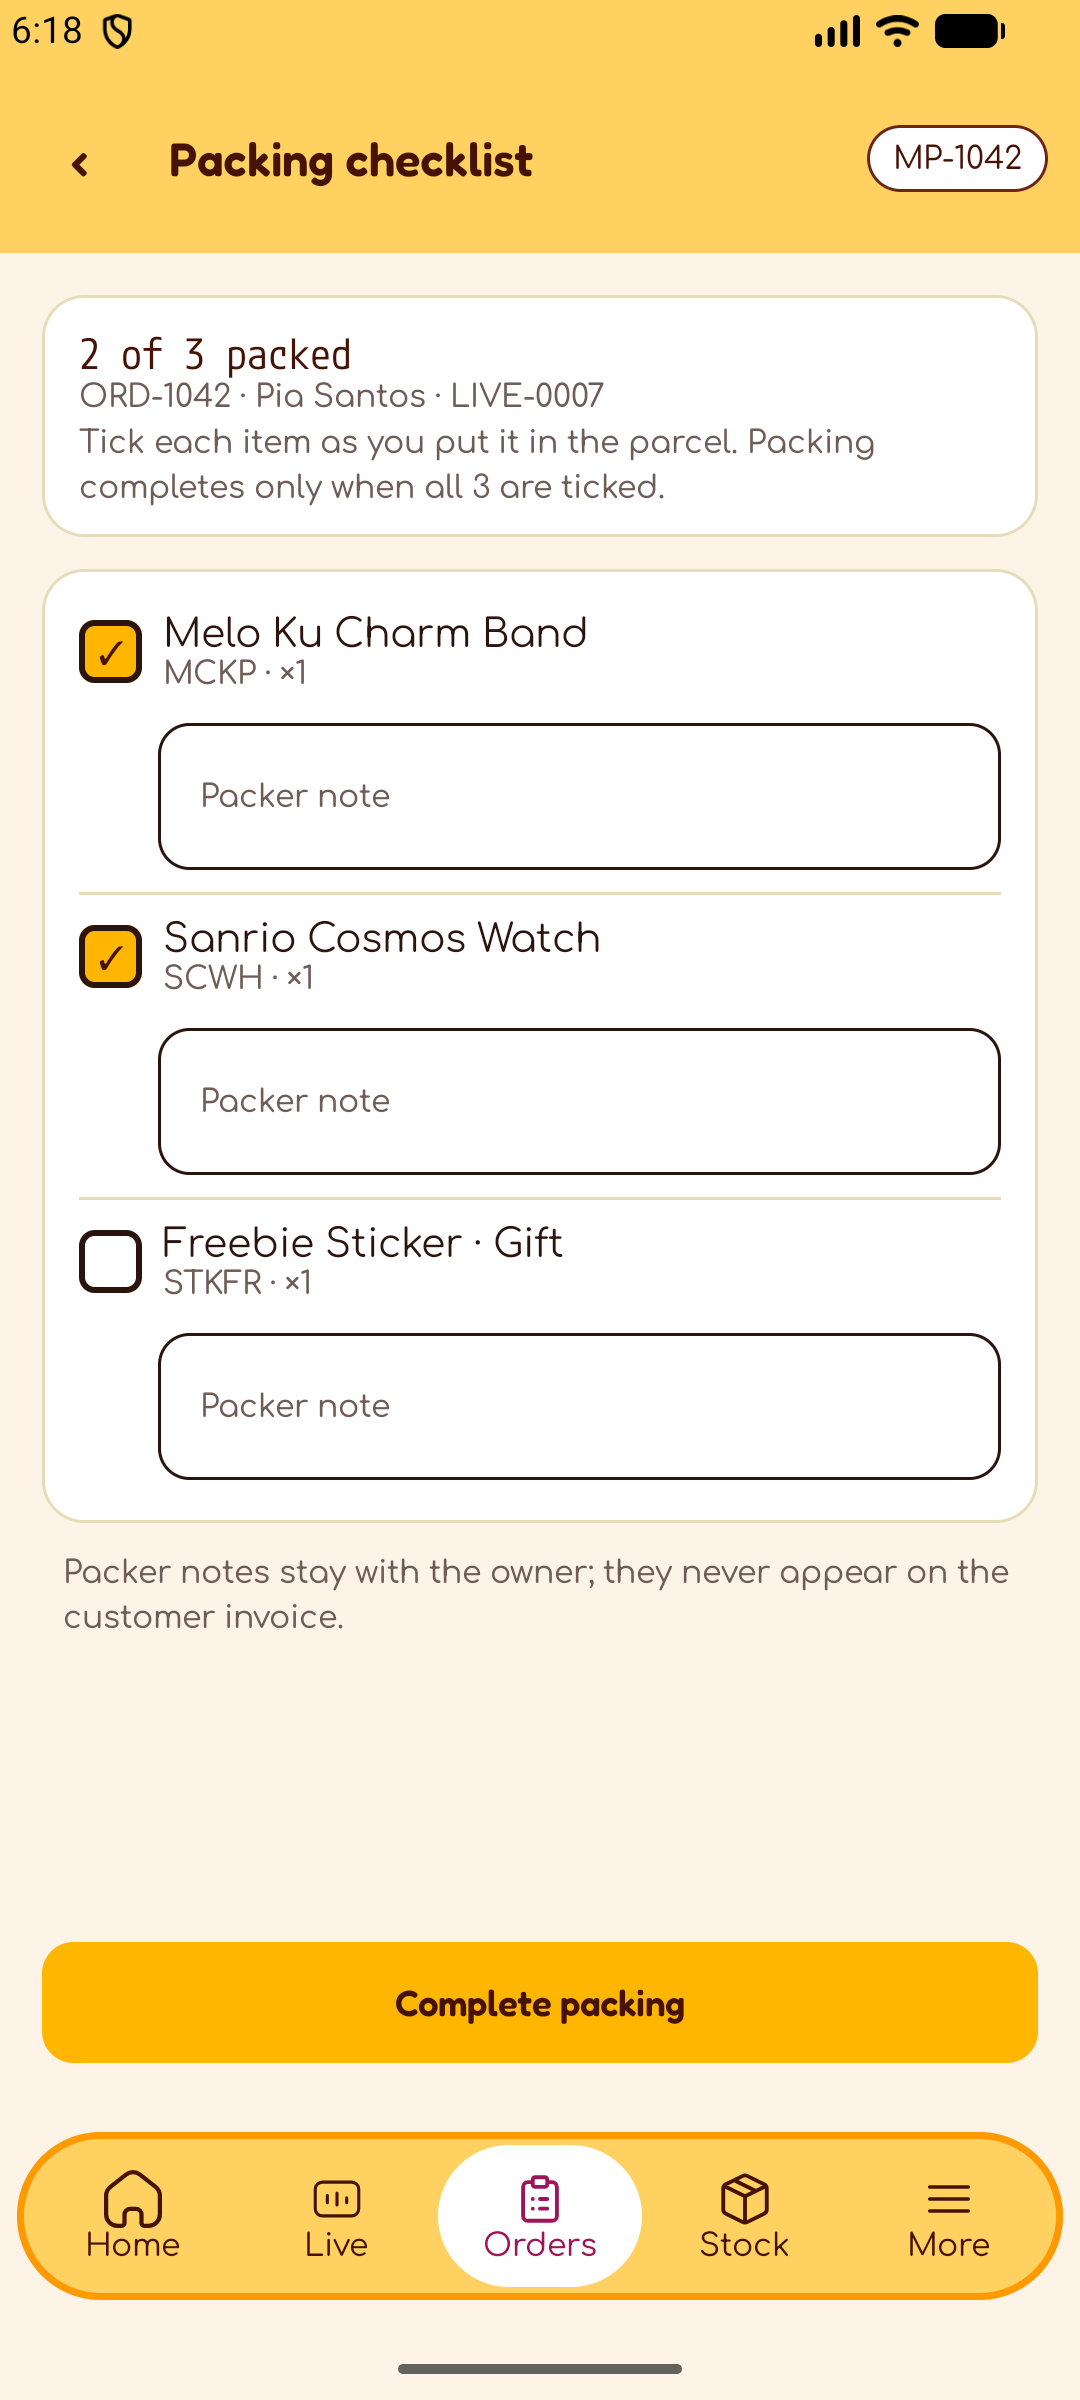 6:18
Packing checklist
MP-1042
2 of 3 packed
ORD-1042 · Pia Santos · LIVE-0007
Tick each item as you put it in the parcel. Packing
completes only when all 3 are ticked.
Melo Ku Charm Band
MCKP · ×1
Packer note
Sanrio Cosmos Watch
SCWH · ×1
Packer note
Freebie Sticker · Gift
STKFR · ×1
Packer note
Packer notes stay with the owner; they never appear on the
customer invoice.
Complete packing
Home
Live
Orders
Stock
More